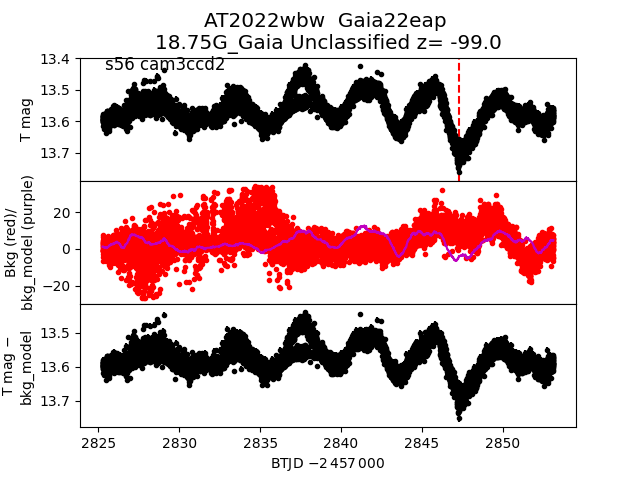 AT2022wbw  Gaia22eap
18.75G_Gaia Unclassified z= -99.0
s56 cam3ccd2
13.4
13.5
13.6
13.7
T mag
20
0
−20
Bkg (red)/
bkg_model (purple)
13.5
13.6
13.7
T mag −
bkg_model
2825
2830
2835
2840
2845
2850
BTJD −2 457 000